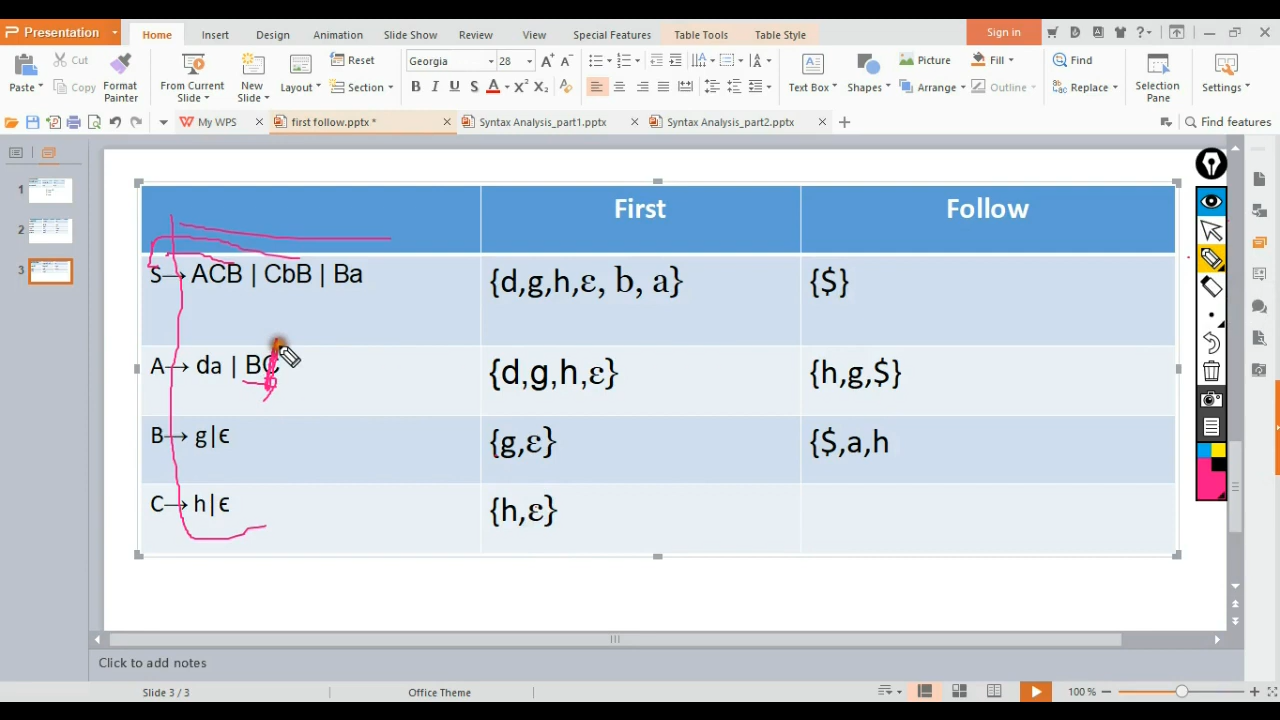 Presentation
Home Insert Design Animation Slide Show Review View Special Features Table Tools Table Style Sign in
Paste Cut Copy Format Painter From Current Slide New Slide Layout Reset Section Georgia 28 Text Box Shapes Picture Arrange Fill Outline Find Replace Selection Pane Settings
My WPS first follow.pptx * Syntax Analysis_part1.pptx Syntax Analysis_part2.pptx Find features
First Follow
S→ ACB | CbB | Ba {d,g,h,ε, b, a} {$}
A→ da | BC {d,g,h,ε} {h,g,$}
B→ g|ϵ {g,ε} {$,a,h
C→ h|ϵ {h,ε}
1
2
3
Click to add notes
Slide 3 / 3 Office Theme 100 %